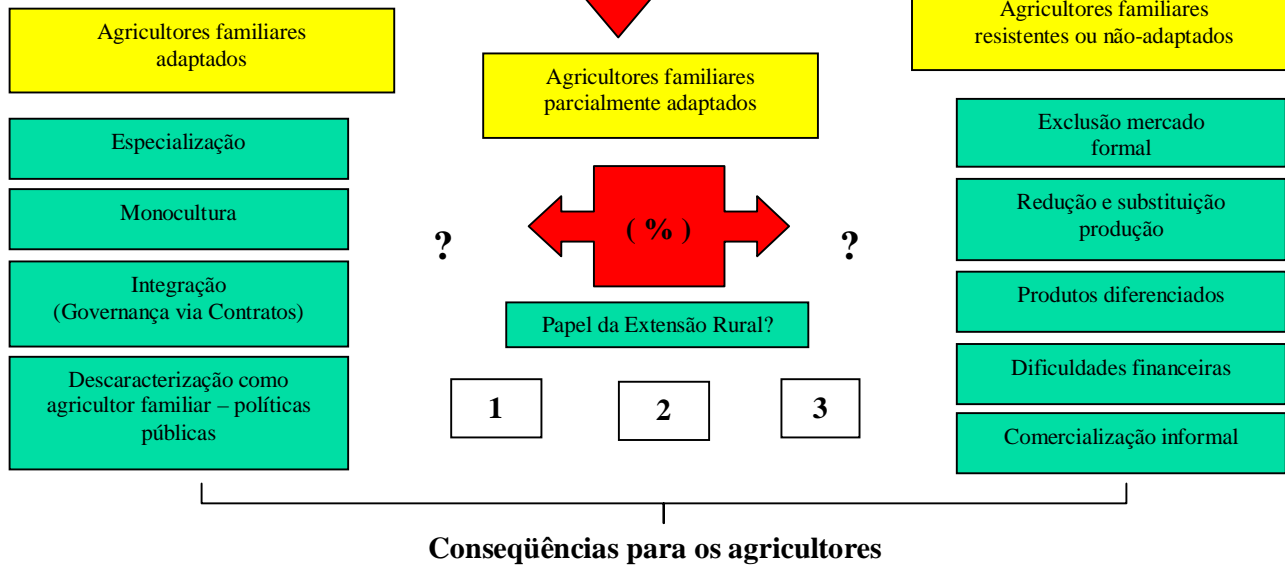 Agricultores familiares
adaptados
Especialização
Monocultura
Integração
(Governança via Contratos)
Descaracterização como
agricultor familiar – políticas
públicas
Agricultores familiares
parcialmente adaptados
?
( % )
?
Papel da Extensão Rural?
1
2
3
Agricultores familiares
resistentes ou não-adaptados
Exclusão mercado
formal
Redução e substituição
produção
Produtos diferenciados
Dificuldades financeiras
Comercialização informal
Conseqüências para os agricultores